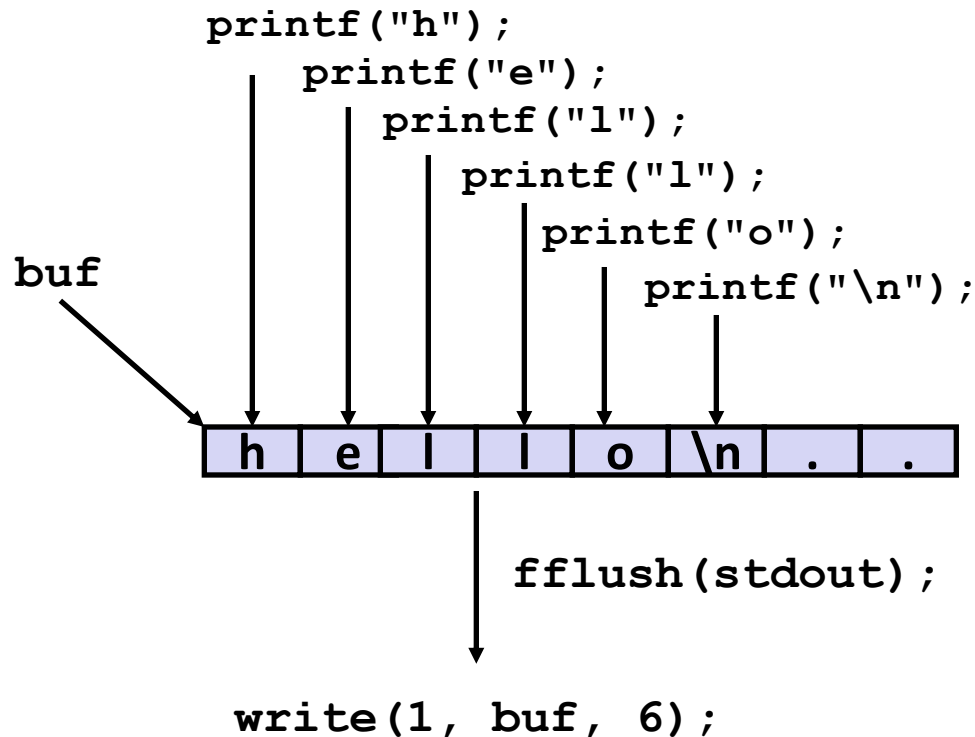 printf("h");
printf("e");
printf("l");
printf("l");
printf("o");
buf
printf("\n");
h e l l o \n . .
fflush(stdout);
write(1, buf, 6);